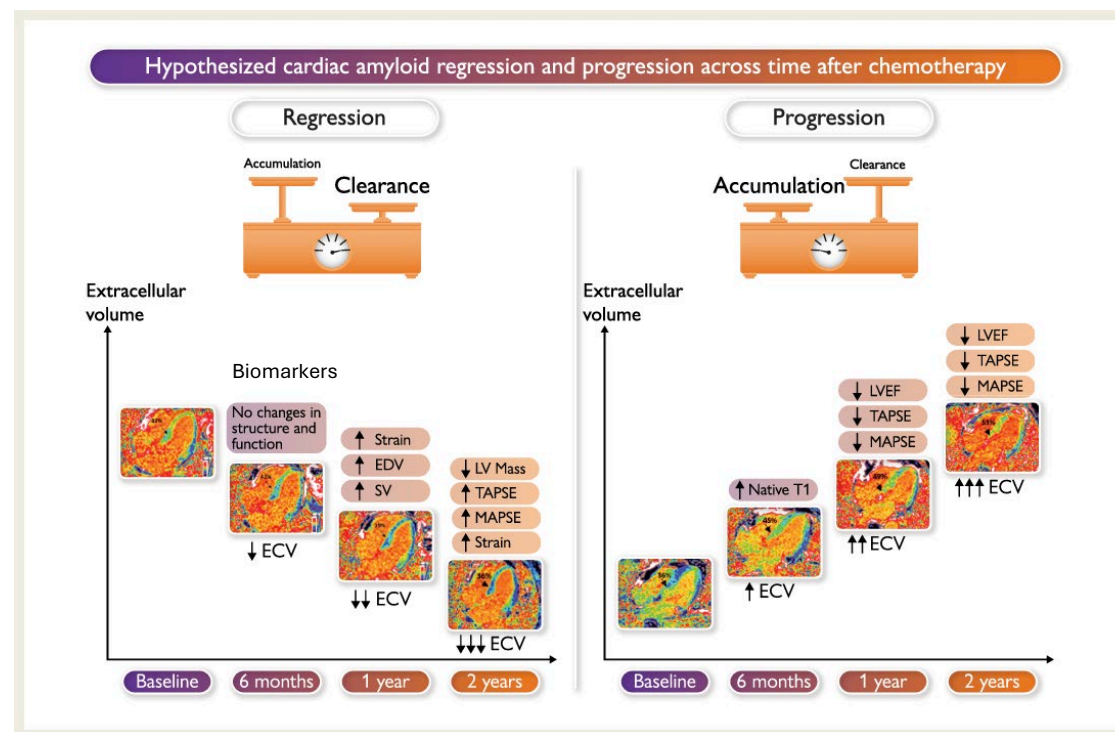 Hypothesized cardiac amyloid regression and progression across time after chemotherapy
Regression
Accumulation
Clearance
Extracellular
volume
Biomarkers
No changes in
structure and
function
↓ ECV
↑ Strain
↑ EDV
↑ SV
↓↓ ECV
↓ LV Mass
↑ TAPSE
↑ MAPSE
↑ Strain
36%
↓↓↓ ECV
Baseline
6 months
1 year
2 years
Progression
Accumulation
Clearance
Extracellular
volume
↑ Native T1
↑ ECV
↓ LVEF
↓ TAPSE
↓ MAPSE
↑↑ ECV
↓ LVEF
↓ TAPSE
↓ MAPSE
↑↑↑ ECV
Baseline
6 months
1 year
2 years